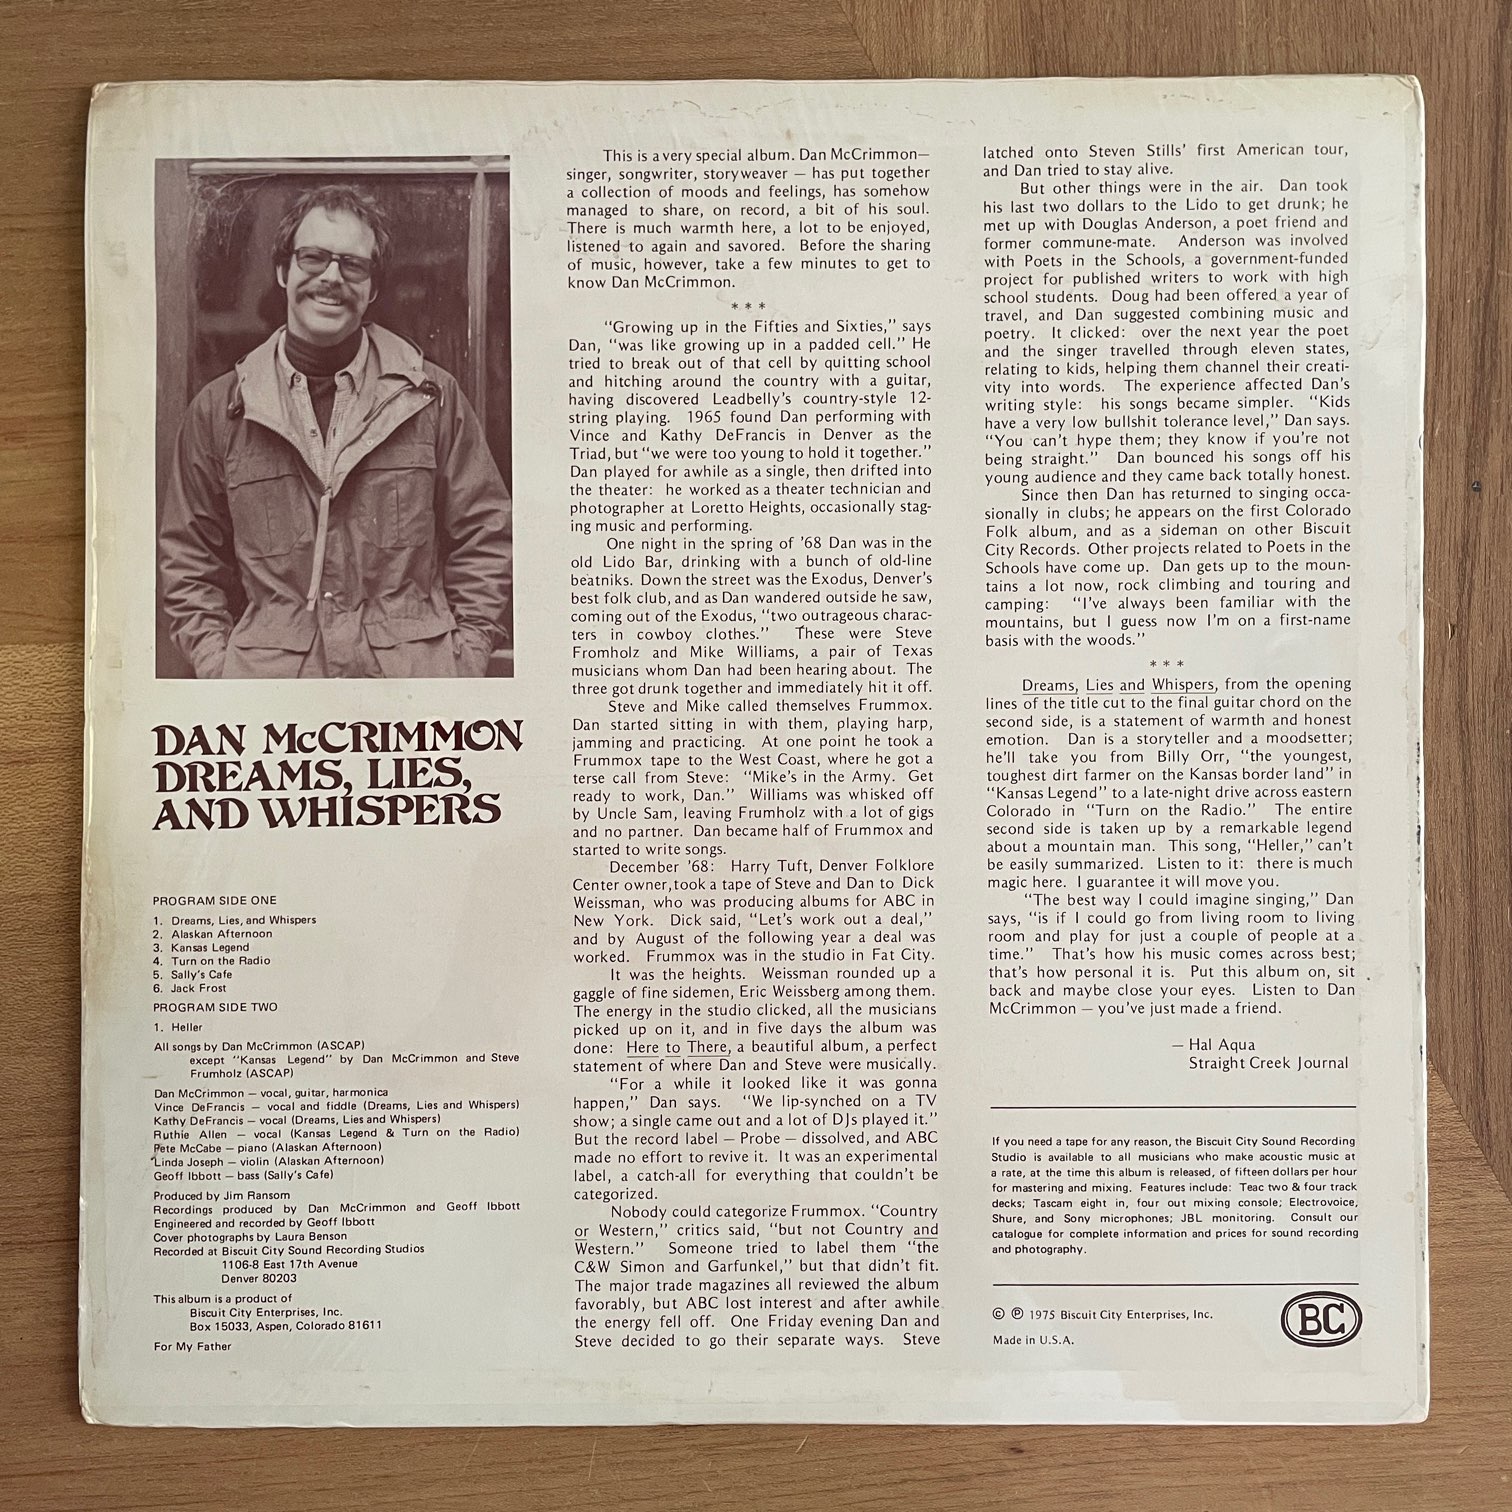 DAN McCRIMMON
DREAMS, LIES,
AND WHISPERS
PROGRAM SIDE ONE
1. Dreams, Lies, and Whispers
2. Alaskan Afternoon
3. Kansas Legend
4. Turn on the Radio
5. Sally's Cafe
6. Jack Frost
PROGRAM SIDE TWO
1. Heller
All songs by Dan McCrimmon (ASCAP)
except "Kansas Legend" by Dan McCrimmon and Steve
Frumholz (ASCAP)
Dan McCrimmon — vocal, guitar, harmonica
Vince DeFrancis — vocal and fiddle (Dreams, Lies and Whispers)
Kathy DeFrancis — vocal (Dreams, Lies and Whispers)
Ruthie Allen — vocal (Kansas Legend & Turn on the Radio)
Pete McCabe — piano (Alaskan Afternoon)
Linda Joseph — violin (Alaskan Afternoon)
Geoff Ibbott — bass (Sally's Cafe)
Produced by Jim Ransom
Recordings produced by Dan McCrimmon and Geoff Ibbott
Engineered and recorded by Geoff Ibbott
Cover photographs by Laura Benson
Recorded at Biscuit City Sound Recording Studios
1106-8 East 17th Avenue
Denver 80203
This album is a product of
Biscuit City Enterprises, Inc.
Box 15033, Aspen, Colorado 81611
For My Father
This is a very special album. Dan McCrimmon—
singer, songwriter, storyweaver — has put together
a collection of moods and feelings, has somehow
managed to share, on record, a bit of his soul.
There is much warmth here, a lot to be enjoyed,
listened to again and savored. Before the sharing
of music, however, take a few minutes to get to
know Dan McCrimmon.
* * *
"Growing up in the Fifties and Sixties," says
Dan, "was like growing up in a padded cell." He
tried to break out of that cell by quitting school
and hitching around the country with a guitar,
having discovered Leadbelly's country-style 12-
string playing. 1965 found Dan performing with
Vince and Kathy DeFrancis in Denver as the
Triad, but "we were too young to hold it together."
Dan played for awhile as a single, then drifted into
the theater: he worked as a theater technician and
photographer at Loretto Heights, occasionally stag-
ing music and performing.
One night in the spring of '68 Dan was in the
old Lido Bar, drinking with a bunch of old-line
beatniks. Down the street was the Exodus, Denver's
best folk club, and as Dan wandered outside he saw,
coming out of the Exodus, "two outrageous charac-
ters in cowboy clothes." These were Steve
Fromholz and Mike Williams, a pair of Texas
musicians whom Dan had been hearing about. The
three got drunk together and immediately hit it off.
Steve and Mike called themselves Frummox.
Dan started sitting in with them, playing harp,
jamming and practicing. At one point he took a
Frummox tape to the West Coast, where he got a
terse call from Steve: "Mike's in the Army. Get
ready to work, Dan." Williams was whisked off
by Uncle Sam, leaving Frumholz with a lot of gigs
and no partner. Dan became half of Frummox and
started to write songs.
December '68: Harry Tuft, Denver Folklore
Center owner, took a tape of Steve and Dan to Dick
Weissman, who was producing albums for ABC in
New York. Dick said, "Let's work out a deal,"
and by August of the following year a deal was
worked. Frummox was in the studio in Fat City.
It was the heights. Weissman rounded up a
gaggle of fine sidemen, Eric Weissberg among them.
The energy in the studio clicked, all the musicians
picked up on it, and in five days the album was
done: Here to There, a beautiful album, a perfect
statement of where Dan and Steve were musically.
"For a while it looked like it was gonna
happen," Dan says. "We lip-synched on a TV
show; a single came out and a lot of DJs played it."
But the record label — Probe — dissolved, and ABC
made no effort to revive it. It was an experimental
label, a catch-all for everything that couldn't be
categorized.
Nobody could categorize Frummox. "Country
or Western," critics said, "but not Country and
Western." Someone tried to label them "the
C&W Simon and Garfunkel," but that didn't fit.
The major trade magazines all reviewed the album
favorably, but ABC lost interest and after awhile
the energy fell off. One Friday evening Dan and
Steve decided to go their separate ways. Steve
latched onto Steven Stills' first American tour,
and Dan tried to stay alive.
But other things were in the air. Dan took
his last two dollars to the Lido to get drunk; he
met up with Douglas Anderson, a poet friend and
former commune-mate. Anderson was involved
with Poets in the Schools, a government-funded
project for published writers to work with high
school students. Doug had been offered a year of
travel, and Dan suggested combining music and
poetry. It clicked: over the next year the poet
and the singer travelled through eleven states,
relating to kids, helping them channel their creati-
vity into words. The experience affected Dan's
writing style: his songs became simpler. "Kids
have a very low bullshit tolerance level," Dan says.
"You can't hype them; they know if you're not
being straight." Dan bounced his songs off his
young audience and they came back totally honest.
Since then Dan has returned to singing occa-
sionally in clubs; he appears on the first Colorado
Folk album, and as a sideman on other Biscuit
City Records. Other projects related to Poets in the
Schools have come up. Dan gets up to the moun-
tains a lot now, rock climbing and touring and
camping: "I've always been familiar with the
mountains, but I guess now I'm on a first-name
basis with the woods."
* * *
Dreams, Lies and Whispers, from the opening
lines of the title cut to the final guitar chord on the
second side, is a statement of warmth and honest
emotion. Dan is a storyteller and a moodsetter;
he'll take you from Billy Orr, "the youngest,
toughest dirt farmer on the Kansas border land" in
"Kansas Legend" to a late-night drive across eastern
Colorado in "Turn on the Radio." The entire
second side is taken up by a remarkable legend
about a mountain man. This song, "Heller," can't
be easily summarized. Listen to it: there is much
magic here. I guarantee it will move you.
"The best way I could imagine singing," Dan
says, "is if I could go from living room to living
room and play for just a couple of people at a
time." That's how his music comes across best;
that's how personal it is. Put this album on, sit
back and maybe close your eyes. Listen to Dan
McCrimmon — you've just made a friend.
— Hal Aqua
Straight Creek Journal
If you need a tape for any reason, the Biscuit City Sound Recording
Studio is available to all musicians who make acoustic music at
a rate, at the time this album is released, of fifteen dollars per hour
for mastering and mixing. Features include: Teac two & four track
decks; Tascam eight in, four out mixing console; Electrovoice,
Shure, and Sony microphones; JBL monitoring. Consult our
catalogue for complete information and prices for sound recording
and photography.
© ℗ 1975 Biscuit City Enterprises, Inc.
Made in U.S.A.
BC